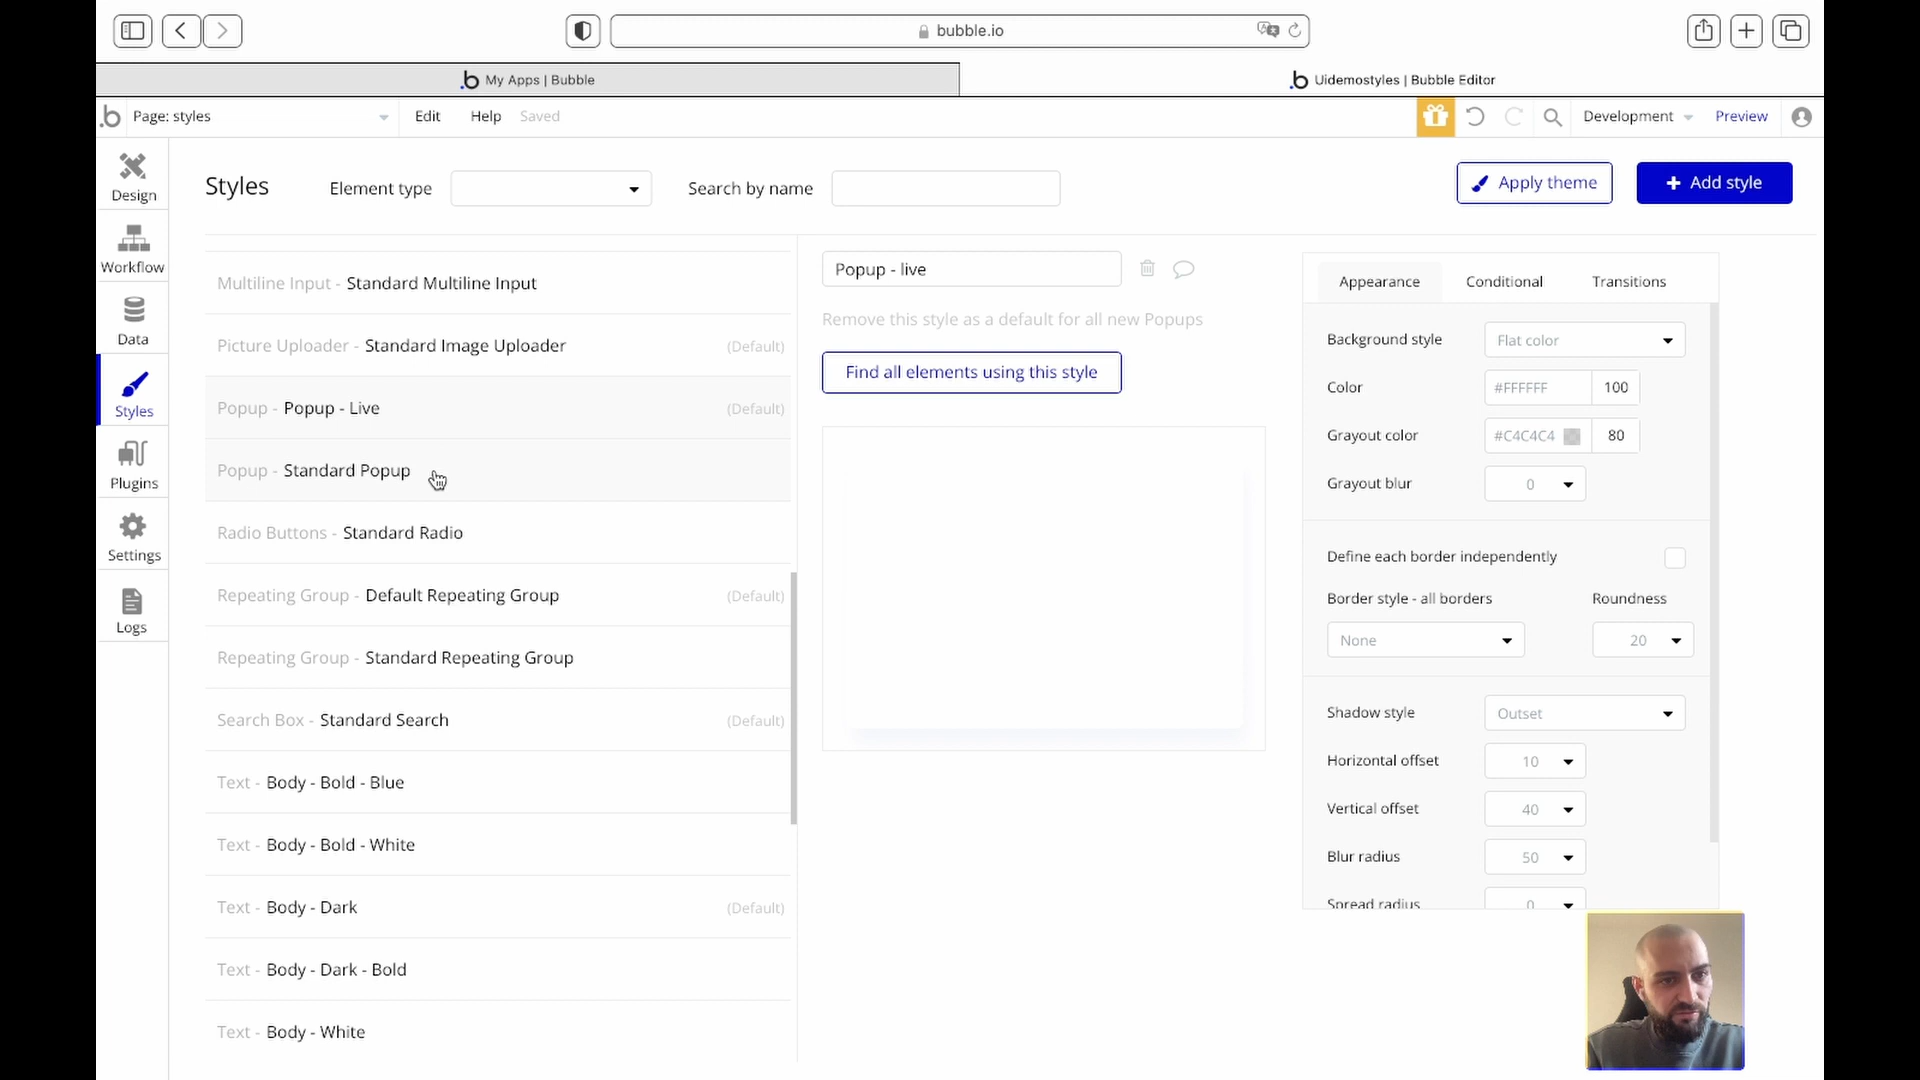 bubble.io
My Apps | Bubble
Uidemostyles | Bubble Editor
Page: styles
Edit
Help
Saved
Development
Preview
Design
Workflow
Data
Styles
Plugins
Settings
Logs
Styles
Element type
Search by name
Apply theme
+ Add style
Multiline Input - Standard Multiline Input
Picture Uploader - Standard Image Uploader (Default)
Popup - Popup - Live (Default)
Popup - Standard Popup
Radio Buttons - Standard Radio
Repeating Group - Default Repeating Group (Default)
Repeating Group - Standard Repeating Group
Search Box - Standard Search (Default)
Text - Body - Bold - Blue
Text - Body - Bold - White
Text - Body - Dark (Default)
Text - Body - Dark - Bold
Text - Body - White
Popup - live
Remove this style as a default for all new Popups
Find all elements using this style
Appearance
Conditional
Transitions
Background style Flat color
Color #FFFFFF 100
Grayout color #C4C4C4 80
Grayout blur 0
Define each border independently
Border style - all borders Roundness
None 20
Shadow style Outset
Horizontal offset 10
Vertical offset 40
Blur radius 50
Spread radius 0